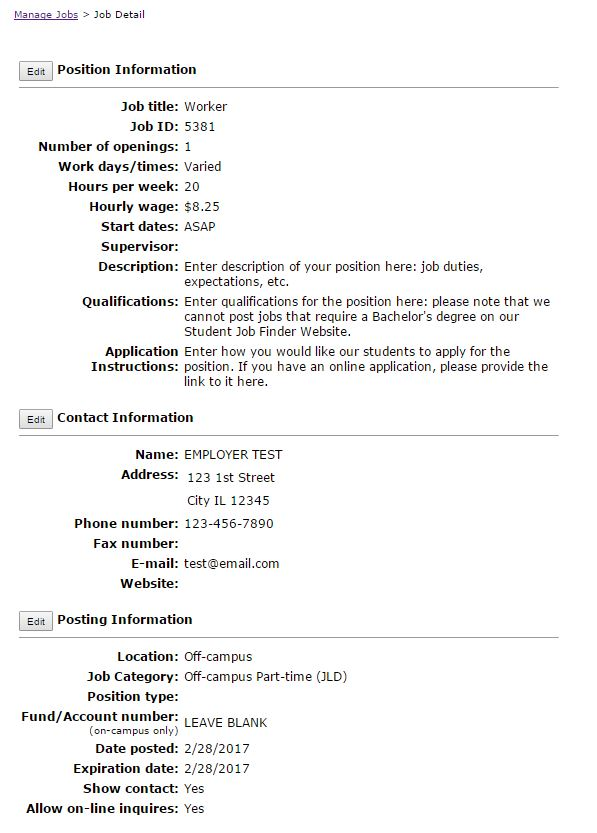 Manage Jobs > Job Detail
Edit Position Information
Job title: Worker
Job ID: 5381
Number of openings: 1
Work days/times: Varied
Hours per week: 20
Hourly wage: $8.25
Start dates: ASAP
Supervisor:
Description: Enter description of your position here: job duties,
expectations, etc.
Qualifications: Enter qualifications for the position here: please note that we
cannot post jobs that require a Bachelor's degree on our
Student Job Finder Website.
Application Enter how you would like our students to apply for the
Instructions: position. If you have an online application, please provide the
link to it here.
Edit Contact Information
Name: EMPLOYER TEST
Address: 123 1st Street
City IL 12345
Phone number: 123-456-7890
Fax number:
E-mail: test@email.com
Website:
Edit Posting Information
Location: Off-campus
Job Category: Off-campus Part-time (JLD)
Position type:
Fund/Account number: LEAVE BLANK
(on-campus only)
Date posted: 2/28/2017
Expiration date: 2/28/2017
Show contact: Yes
Allow on-line inquires: Yes